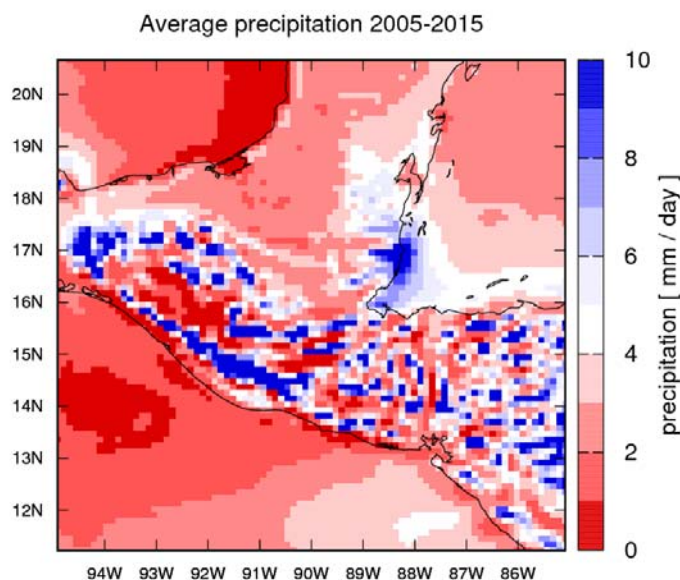 Average precipitation 2005-2015
20N
19N
18N
17N
16N
15N
14N
13N
12N
94W 93W 92W 91W 90W 89W 88W 87W 86W
10
8
6
4
2
0
precipitation [ mm / day ]